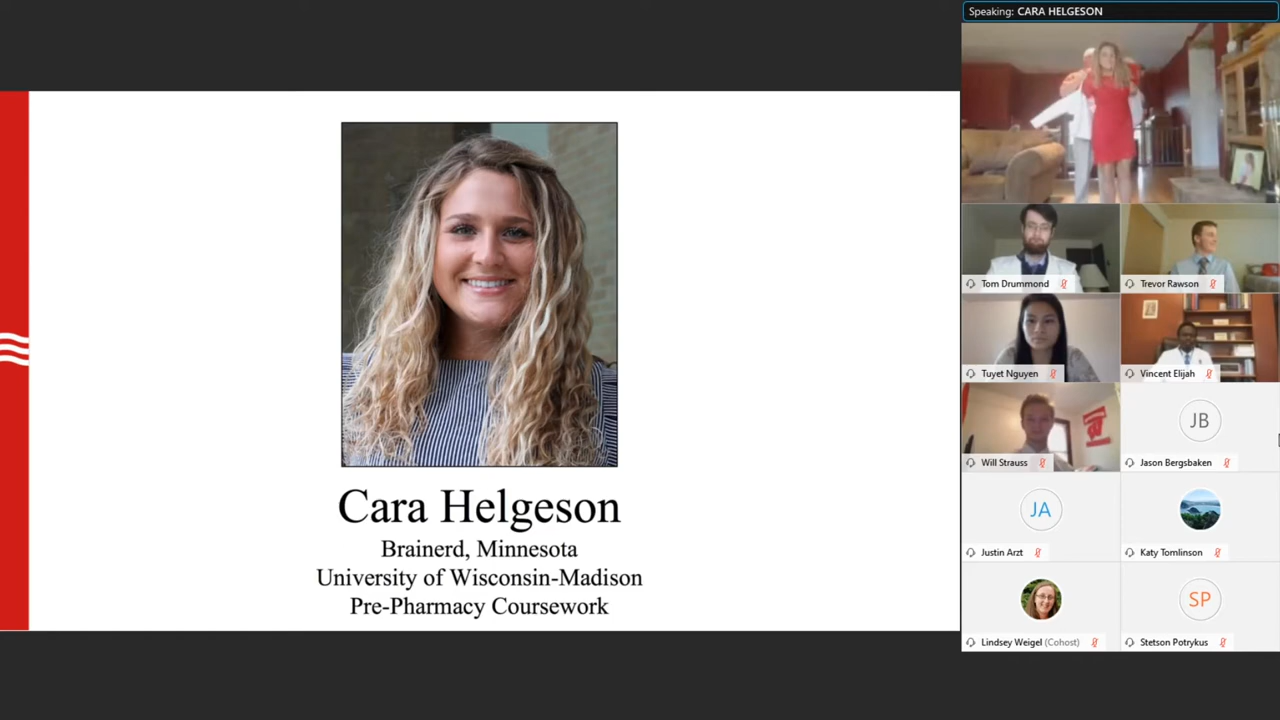 Speaking: CARA HELGESON
Cara Helgeson
Brainerd, Minnesota
University of Wisconsin-Madison
Pre-Pharmacy Coursework
Tom Drummond
Trevor Rawson
Tuyet Nguyen
Vincent Elijah
Will Strauss
JB
Jason Bergsbaken
JA
Justin Arzt
Katy Tomlinson
Lindsey Weigel (Cohost)
SP
Stetson Potrykus